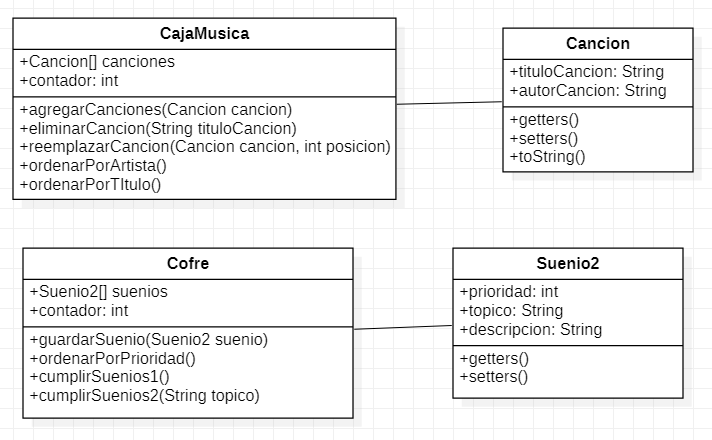 CajaMusica
+Cancion[] canciones
+contador: int
+agregarCanciones(Cancion cancion)
+eliminarCancion(String tituloCancion)
+reemplazarCancion(Cancion cancion, int posicion)
+ordenarPorArtista()
+ordenarPorTItulo()
Cancion
+tituloCancion: String
+autorCancion: String
+getters()
+setters()
+toString()
Cofre
+Suenio2[] suenios
+contador: int
+guardarSuenio(Suenio2 suenio)
+ordenarPorPrioridad()
+cumplirSuenios1()
+cumplirSuenios2(String topico)
Suenio2
+prioridad: int
+topico: String
+descripcion: String
+getters()
+setters()